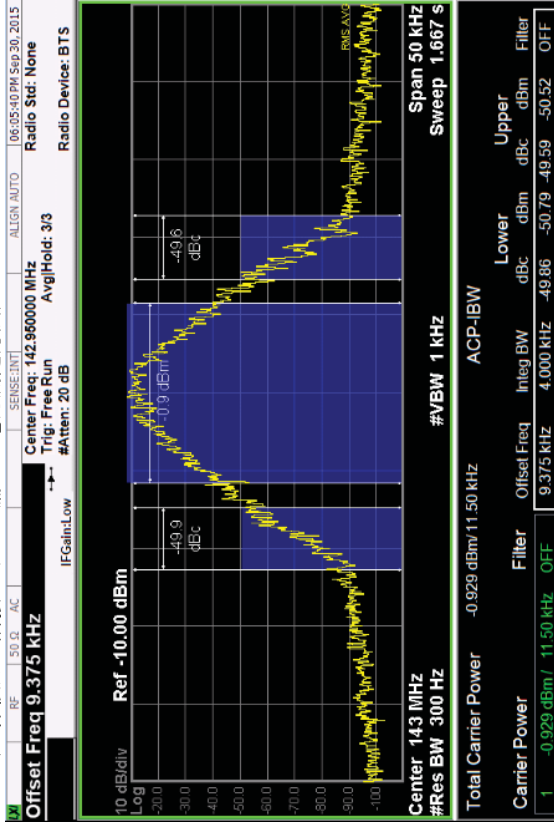 LXI RF 50 Ω AC SENSE:INT ALIGN AUTO 06:05:40 PM Sep 30, 2015
Offset Freq 9.375 kHz Center Freq: 142.960000 MHz Radio Std: None
Trig: Free Run Avg|Hold: 3/3
IFGain:Low #Atten: 20 dB Radio Device: BTS
10 dB/div Ref -10.00 dBm
Log
-20.0
-30.0
-40.0
-50.0
-60.0
-70.0
-80.0
-90.0
-100
-49.9 dBc
-0.9 dBm
-49.6 dBc
RMS AVG
Center 143 MHz Span 50 kHz
#Res BW 300 Hz #VBW 1 kHz Sweep 1.667 s
Total Carrier Power -0.929 dBm/ 11.50 kHz ACP-IBW
Lower Upper
Carrier Power Filter Offset Freq Integ BW dBc dBm dBc dBm Filter
1 -0.929 dBm / 11.50 kHz OFF 9.375 kHz 4.000 kHz -49.86 -50.79 -49.59 -50.52 OFF